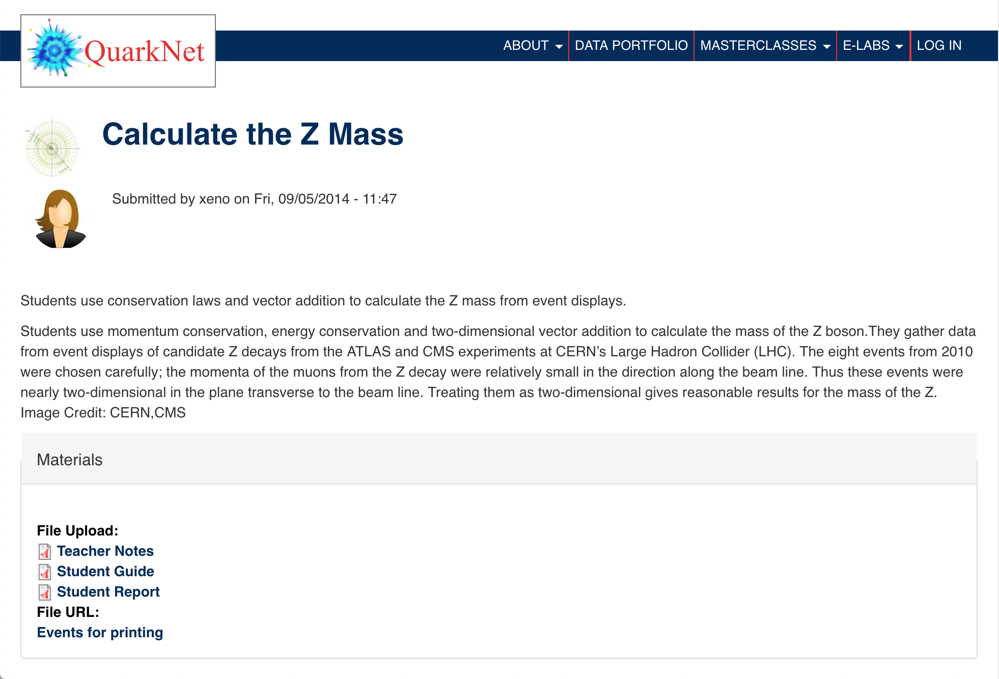 QuarkNet
ABOUT
DATA PORTFOLIO
MASTERCLASSES
E-LABS
LOG IN
Calculate the Z Mass
Submitted by xeno on Fri, 09/05/2014 - 11:47
Students use conservation laws and vector addition to calculate the Z mass from event displays.
Students use momentum conservation, energy conservation and two-dimensional vector addition to calculate the mass of the Z boson.They gather data
from event displays of candidate Z decays from the ATLAS and CMS experiments at CERN’s Large Hadron Collider (LHC). The eight events from 2010
were chosen carefully; the momenta of the muons from the Z decay were relatively small in the direction along the beam line. Thus these events were
nearly two-dimensional in the plane transverse to the beam line. Treating them as two-dimensional gives reasonable results for the mass of the Z.
Image Credit: CERN,CMS
Materials
File Upload:
Teacher Notes
Student Guide
Student Report
File URL:
Events for printing